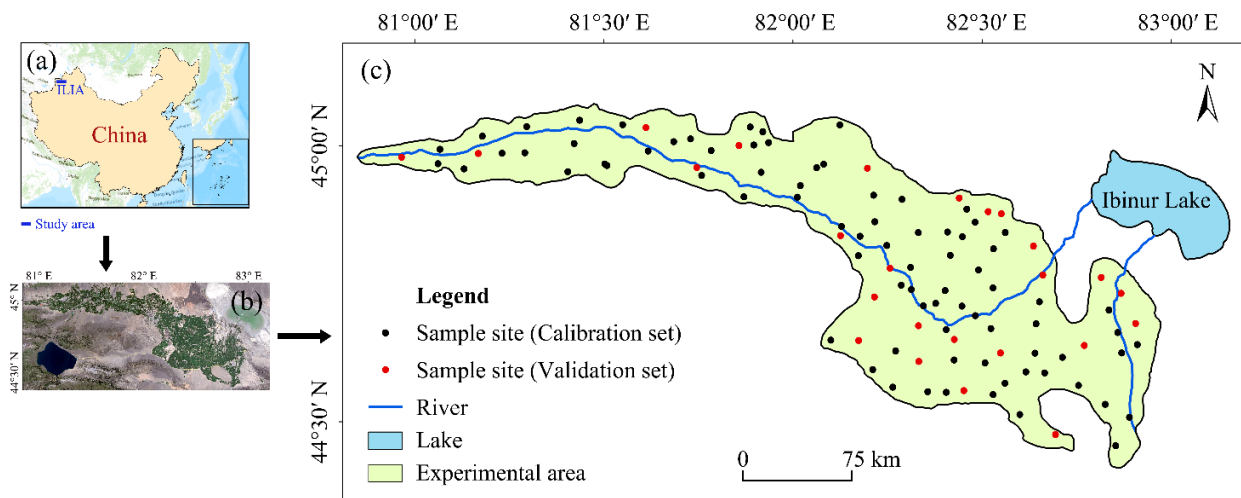 (a)
ILIA
China
Study area
81° E 82° E 83° E
45° N
44°30′ N
(b)
81°00′ E 81°30′ E 82°00′ E 82°30′ E 83°00′ E
45°00′ N
44°30′ N
(c)
N
Ibinur Lake
Legend
Sample site (Calibration set)
Sample site (Validation set)
River
Lake
Experimental area
0 75 km